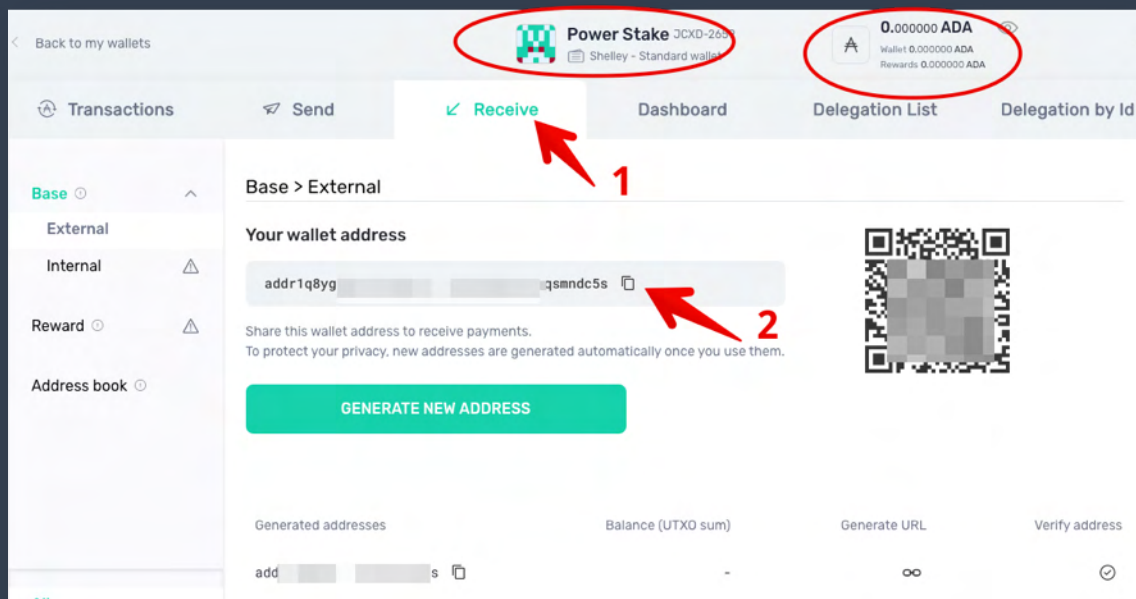 Back to my wallets
Power Stake JCXD-2659
Shelley - Standard wallet
0.000000 ADA
Wallet 0.000000 ADA
Rewards 0.000000 ADA
Transactions
Send
Receive
Dashboard
Delegation List
Delegation by Id
1
Base
External
Internal
Reward
Address book
Base > External
Your wallet address
addr1q8yg
qsmndc5s
2
Share this wallet address to receive payments.
To protect your privacy, new addresses are generated automatically once you use them.
GENERATE NEW ADDRESS
Generated addresses
Balance (UTXO sum)
Generate URL
Verify address
add
s
-